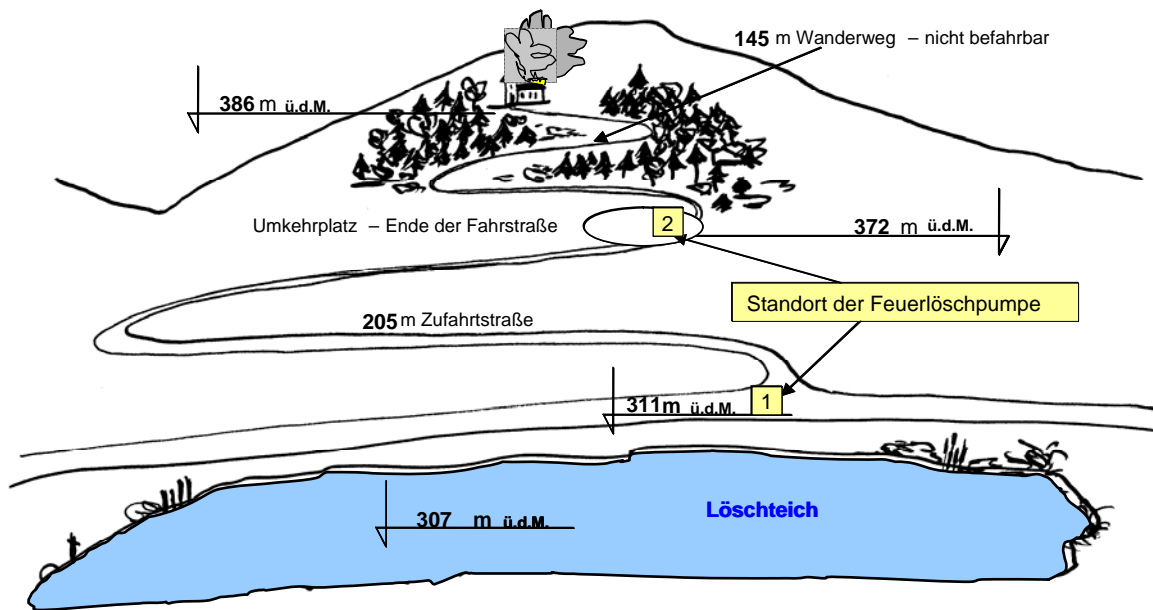 145 m Wanderweg – nicht befahrbar
386 m ü.d.M.
Umkehrplatz – Ende der Fahrstraße
2
372 m ü.d.M.
Standort der Feuerlöschpumpe
205 m Zufahrtstraße
311m ü.d.M.
1
Löschteich
307 m ü.d.M.